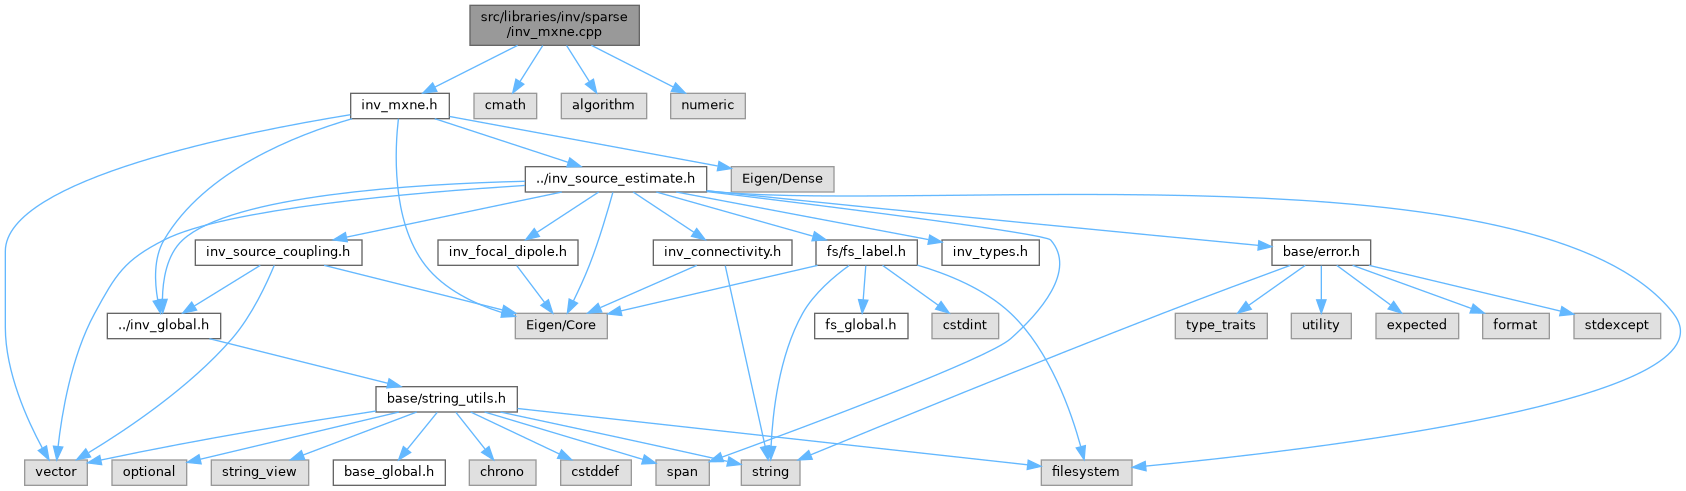 src/libraries/inv/sparse
/inv_mxne.cpp
inv_mxne.h
cmath
algorithm
numeric
../inv_source_estimate.h
Eigen/Dense
inv_source_coupling.h
inv_focal_dipole.h
inv_connectivity.h
fs/fs_label.h
inv_types.h
base/error.h
../inv_global.h
Eigen/Core
fs_global.h
cstdint
type_traits
utility
expected
format
stdexcept
base/string_utils.h
vector
optional
string_view
base_global.h
chrono
cstddef
span
string
filesystem